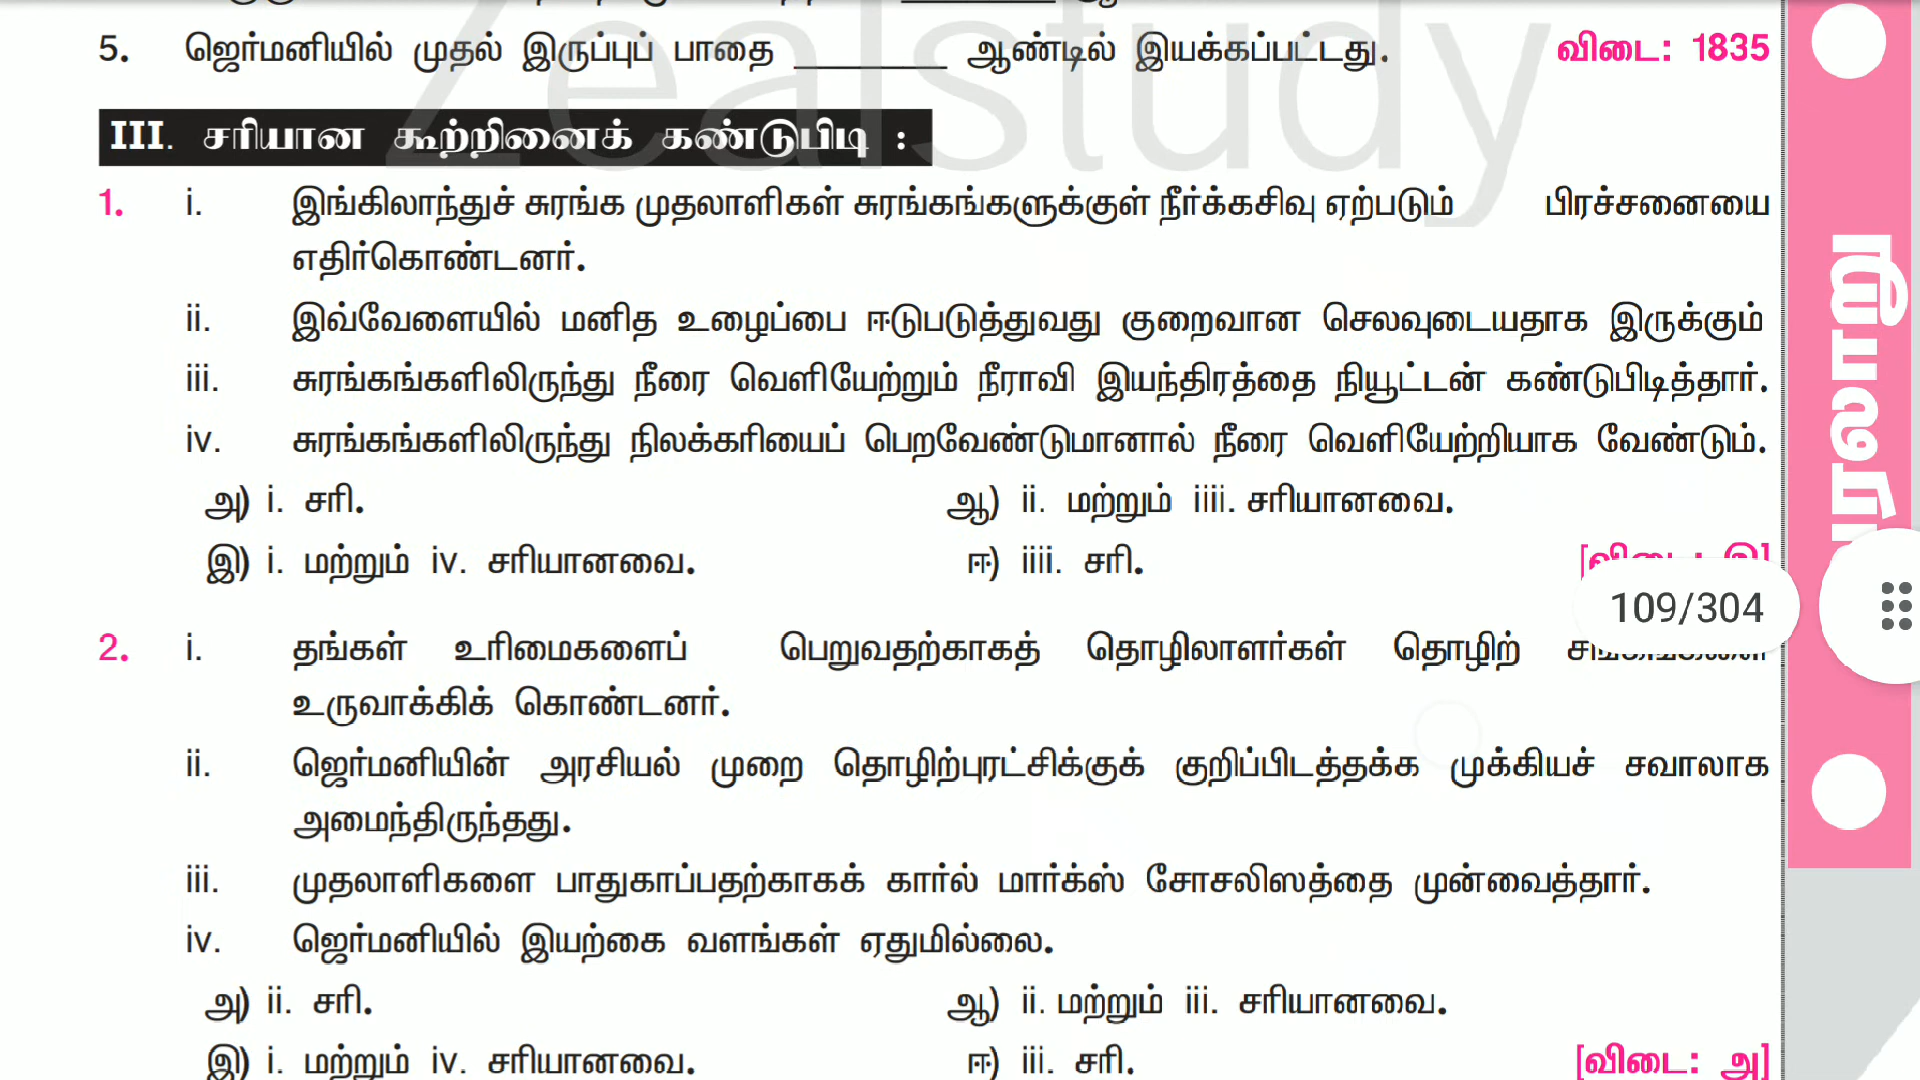 Zealstudy
5. ஜெர்மனியில் முதல் இருப்புப் பாதை ________ ஆண்டில் இயக்கப்பட்டது. விடை: 1835
III. சரியான கூற்றினைக் கண்டுபிடி :
1. i. இங்கிலாந்துச் சுரங்க முதலாளிகள் சுரங்கங்களுக்குள் நீர்க்கசிவு ஏற்படும் பிரச்சனையை
எதிர்கொண்டனர்.
ii. இவ்வேளையில் மனித உழைப்பை ஈடுபடுத்துவது குறைவான செலவுடையதாக இருக்கும்
iii. சுரங்கங்களிலிருந்து நீரை வெளியேற்றும் நீராவி இயந்திரத்தை நியூட்டன் கண்டுபிடித்தார்.
iv. சுரங்கங்களிலிருந்து நிலக்கரியைப் பெறவேண்டுமானால் நீரை வெளியேற்றியாக வேண்டும்.
அ) i. சரி. ஆ) ii. மற்றும் iiii. சரியானவை.
இ) i. மற்றும் iv. சரியானவை. ஈ) iiii. சரி. [விடை: இ]
109/304
2. i. தங்கள் உரிமைகளைப் பெறுவதற்காகத் தொழிலாளர்கள் தொழிற்
உருவாக்கிக் கொண்டனர்.
ii. ஜெர்மனியின் அரசியல் முறை தொழிற்புரட்சிக்குக் குறிப்பிடத்தக்க முக்கியச் சவாலாக
அமைந்திருந்தது.
iii. முதலாளிகளை பாதுகாப்பதற்காகக் கார்ல் மார்க்ஸ் சோசலிஸத்தை முன்வைத்தார்.
iv. ஜெர்மனியில் இயற்கை வளங்கள் ஏதுமில்லை.
அ) ii. சரி. ஆ) ii. மற்றும் iii. சரியானவை.
இ) i. மற்றும் iv. சரியானவை. ஈ) iii. சரி. [விடை: அ]